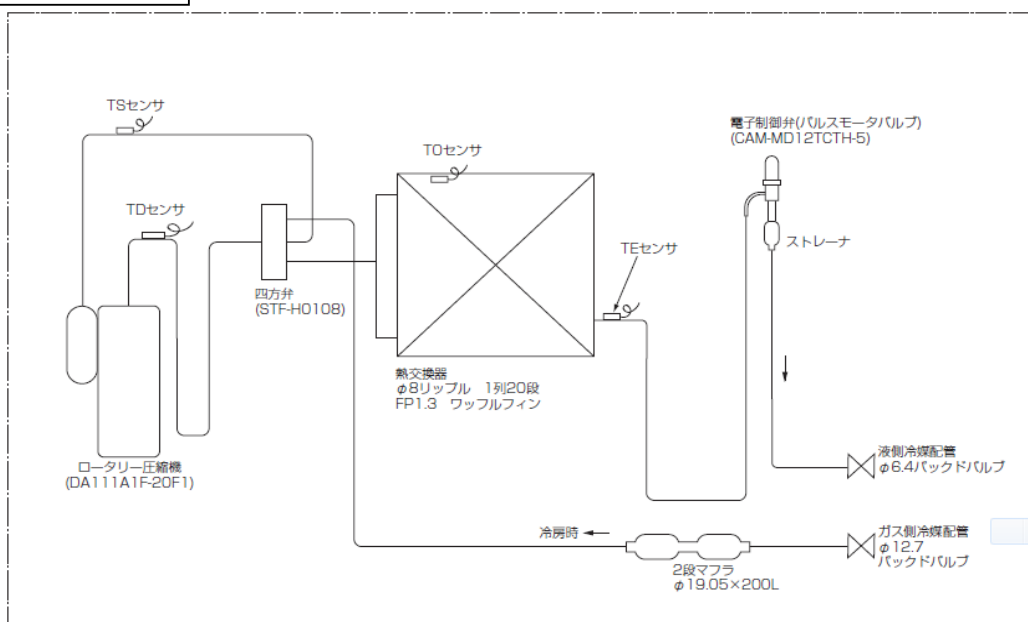 TSセンサ
TDセンサ
TOセンサ
電子制御弁(パルスモータバルブ)
(CAM-MD12TCTH-5)
ストレーナ
TEセンサ
四方弁
(STF-H0108)
熱交換器
φ8リップル 1列20段
FP1.3 ワッフルフィン
ロータリー圧縮機
(DA111A1F-20F1)
液側冷媒配管
φ6.4パックドバルブ
冷房時
ガス側冷媒配管
φ12.7
パックドバルブ
2段マフラ
φ19.05×200L